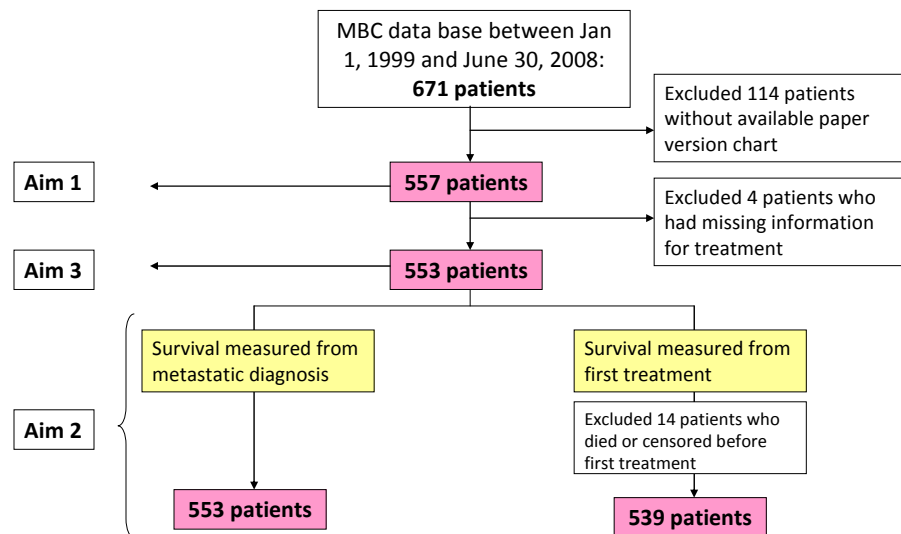 MBC data base between Jan
1, 1999 and June 30, 2008:
671 patients
Excluded 114 patients
without available paper
version chart
Aim 1
557 patients
Excluded 4 patients who
had missing information
for treatment
Aim 3
553 patients
Survival measured from
metastatic diagnosis
Survival measured from
first treatment
Aim 2
Excluded 14 patients who
died or censored before
first treatment
553 patients
539 patients